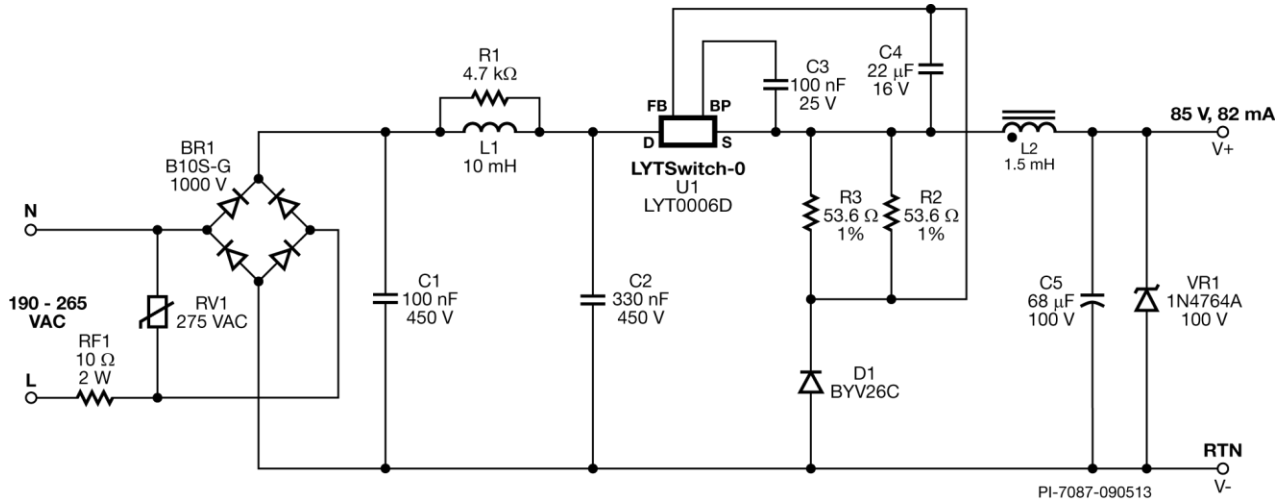 R1
4.7 kΩ
L1
10 mH
BR1
B10S-G
1000 V
N
190 - 265
VAC
RV1
275 VAC
RF1
10 Ω
2 W
L
C1
100 nF
450 V
C2
330 nF
450 V
FB
BP
D
S
LYTSwitch-0
U1
LYT0006D
C3
100 nF
25 V
C4
22 µF
16 V
R3
53.6 Ω
1%
R2
53.6 Ω
1%
D1
BYV26C
L2
1.5 mH
85 V, 82 mA
V+
C5
68 µF
100 V
VR1
1N4764A
100 V
RTN
V-
PI-7087-090513